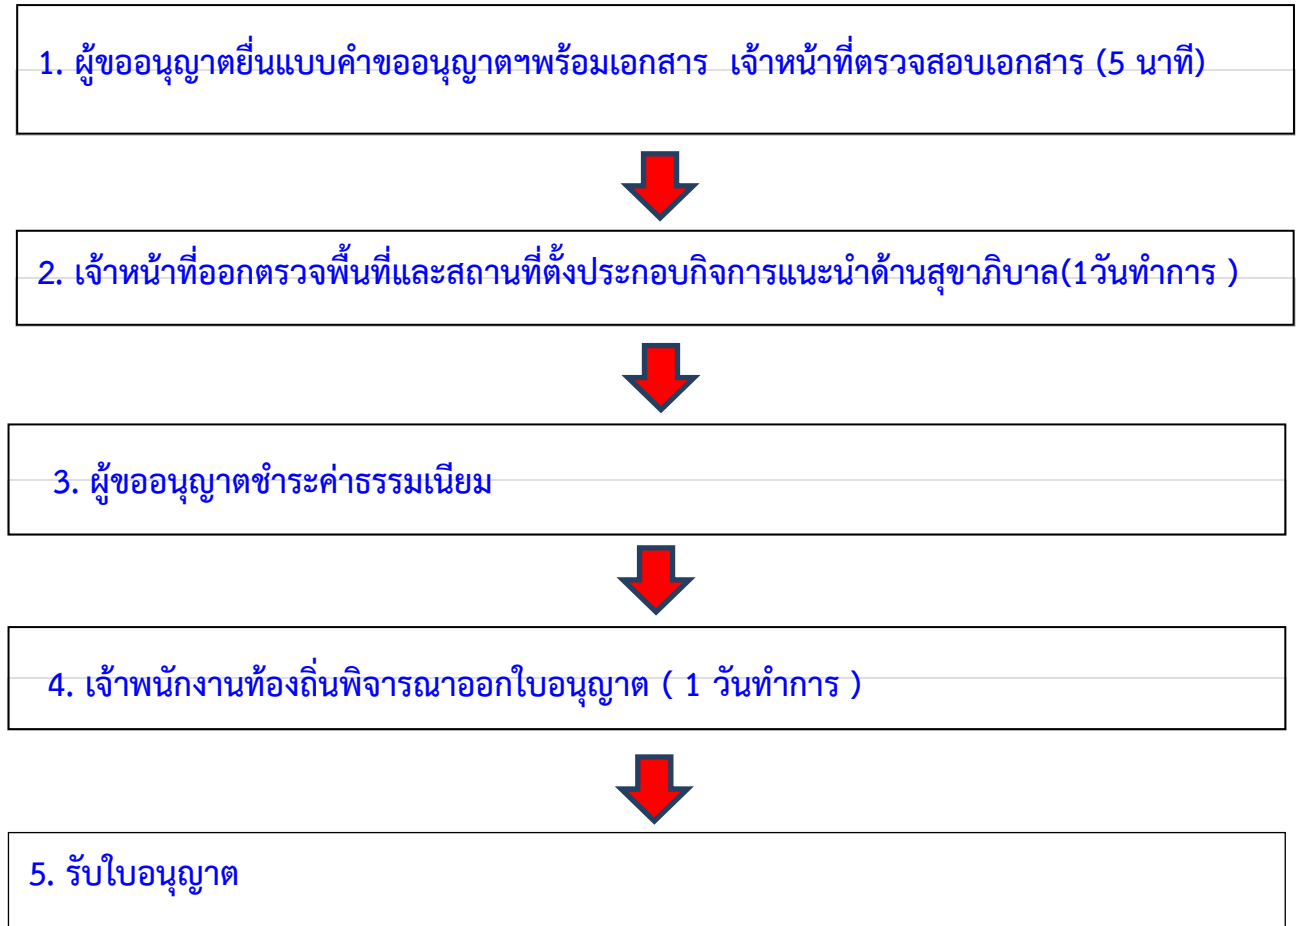 1. ผู้ขออนุญาตยื่นแบบคำขออนุญาตฯพร้อมเอกสาร เจ้าหน้าที่ตรวจสอบเอกสาร (5 นาที)
2. เจ้าหน้าที่ออกตรวจพื้นที่และสถานที่ตั้งประกอบกิจการแนะนำด้านสุขาภิบาล(1วันทำการ )
3. ผู้ขออนุญาตชำระค่าธรรมเนียม
4. เจ้าพนักงานท้องถิ่นพิจารณาออกใบอนุญาต ( 1 วันทำการ )
5. รับใบอนุญาต